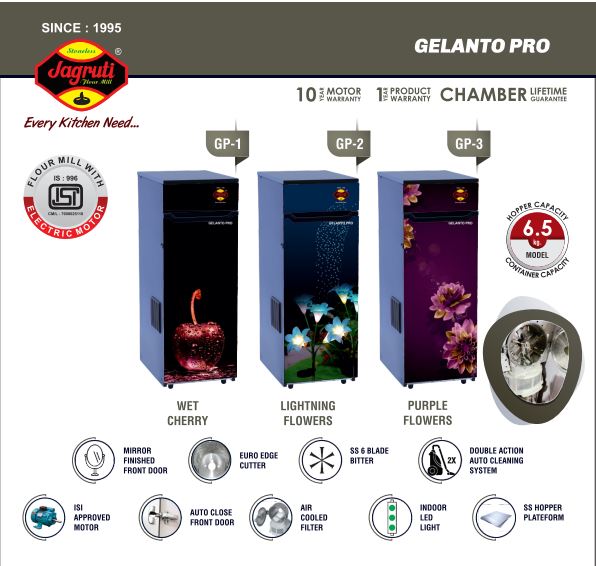 SINCE : 1995
GELANTO PRO
Stoneless
®
Jagruti
Flour Mill
Every Kitchen Need...
10 YEAR MOTOR WARRANTY
1 YEAR PRODUCT WARRANTY
CHAMBER LIFETIME GUARANTEE
GP-1
GP-2
GP-3
FLOUR MILL WITH
IS : 996
ISI
ELECTRIC MOTOR
GELANTO PRO
GELANTO PRO
GELANTO PRO
HOPPER CAPACITY
6.5
kg.
MODEL
CONTAINER CAPACITY
WET
CHERRY
LIGHTNING
FLOWERS
PURPLE
FLOWERS
MIRROR
FINISHED
FRONT DOOR
EURO EDGE
CUTTER
SS 6 BLADE
BITTER
2X
DOUBLE ACTION
AUTO CLEANING
SYSTEM
ISI
APPROVED
MOTOR
AUTO CLOSE
FRONT DOOR
AIR
COOLED
FILTER
INDOOR
LED
LIGHT
SS HOPPER
PLATEFORM